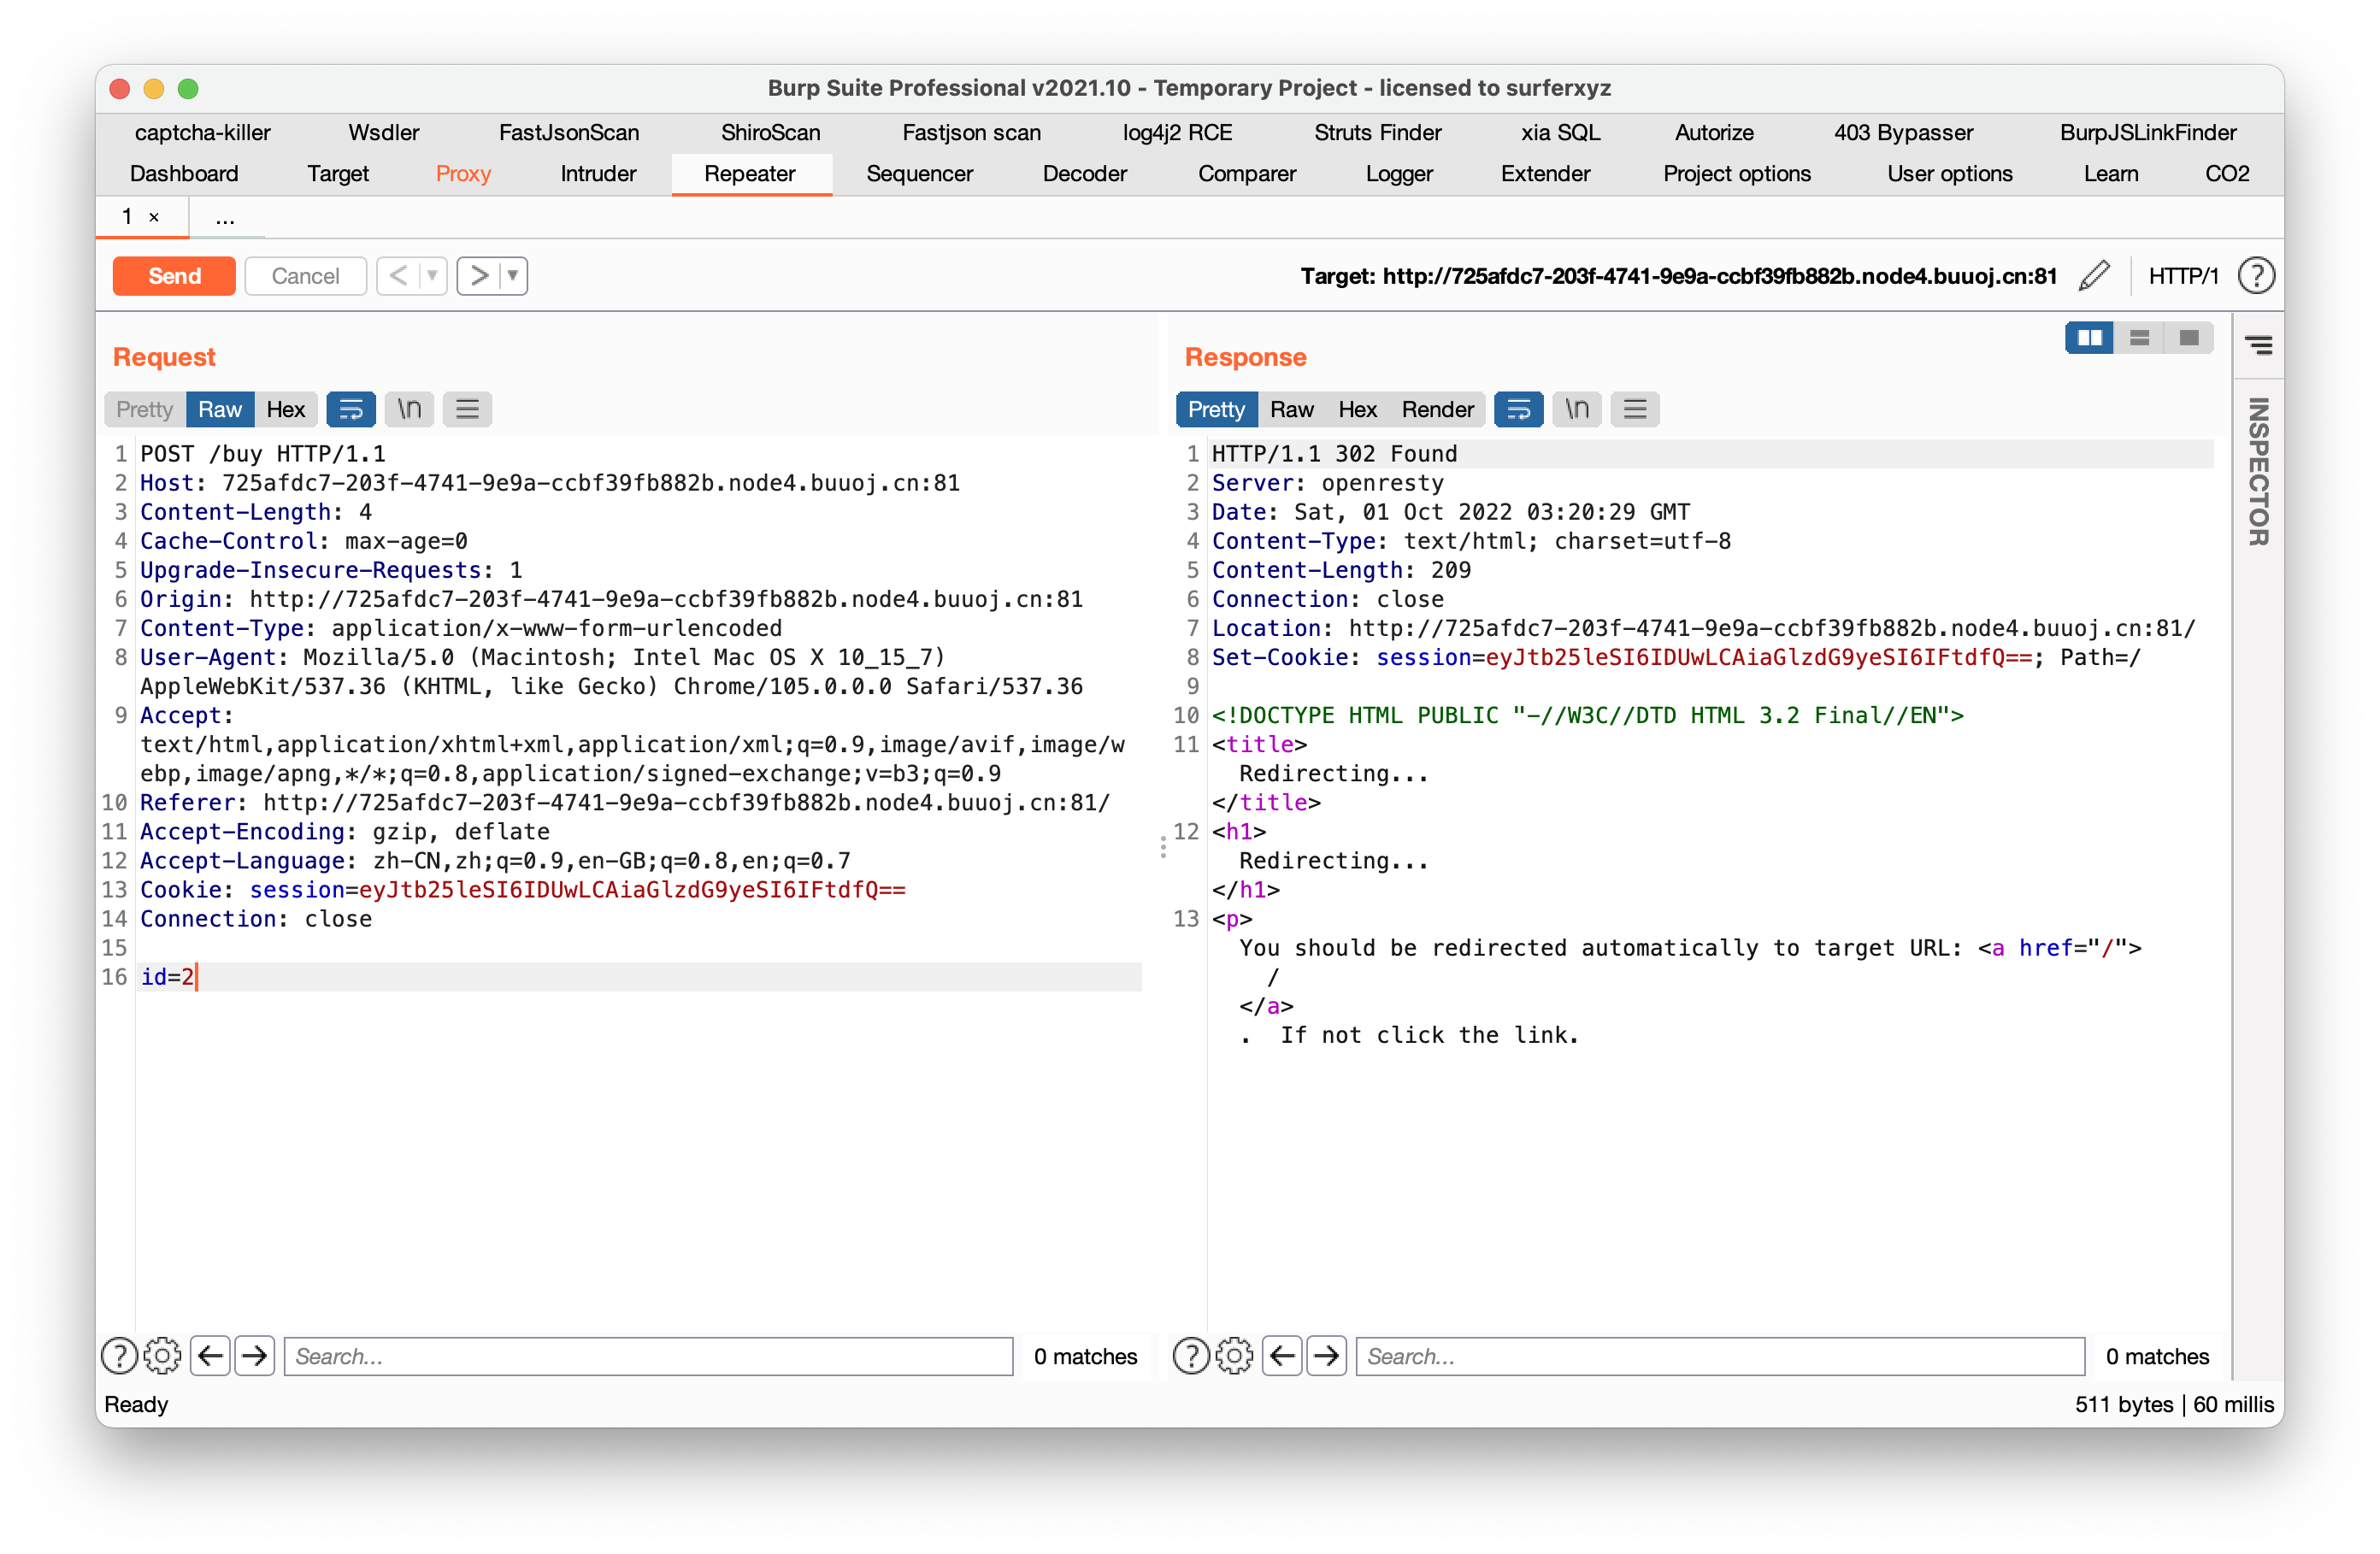 Burp Suite Professional v2021.10 - Temporary Project - licensed to surferxyz
captcha-killer Wsdler FastJsonScan ShiroScan Fastjson scan log4j2 RCE Struts Finder xia SQL Autorize 403 Bypasser BurpJSLinkFinder
Dashboard Target Proxy Intruder Repeater Sequencer Decoder Comparer Logger Extender Project options User options Learn CO2
1 × ...
Send Cancel < > Target: http://725afdc7-203f-4741-9e9a-ccbf39fb882b.node4.buuoj.cn:81 HTTP/1 ?
Request
Pretty Raw Hex \n
1 POST /buy HTTP/1.1
2 Host: 725afdc7-203f-4741-9e9a-ccbf39fb882b.node4.buuoj.cn:81
3 Content-Length: 4
4 Cache-Control: max-age=0
5 Upgrade-Insecure-Requests: 1
6 Origin: http://725afdc7-203f-4741-9e9a-ccbf39fb882b.node4.buuoj.cn:81
7 Content-Type: application/x-www-form-urlencoded
8 User-Agent: Mozilla/5.0 (Macintosh; Intel Mac OS X 10_15_7)
AppleWebKit/537.36 (KHTML, like Gecko) Chrome/105.0.0.0 Safari/537.36
9 Accept:
text/html,application/xhtml+xml,application/xml;q=0.9,image/avif,image/w
ebp,image/apng,*/*;q=0.8,application/signed-exchange;v=b3;q=0.9
10 Referer: http://725afdc7-203f-4741-9e9a-ccbf39fb882b.node4.buuoj.cn:81/
11 Accept-Encoding: gzip, deflate
12 Accept-Language: zh-CN,zh;q=0.9,en-GB;q=0.8,en;q=0.7
13 Cookie: session=eyJtb25leSI6IDUwLCAiaGlzdG9yeSI6IFtdfQ==
14 Connection: close
15
16 id=2
? Search... 0 matches
Response
Pretty Raw Hex Render \n
1 HTTP/1.1 302 Found
2 Server: openresty
3 Date: Sat, 01 Oct 2022 03:20:29 GMT
4 Content-Type: text/html; charset=utf-8
5 Content-Length: 209
6 Connection: close
7 Location: http://725afdc7-203f-4741-9e9a-ccbf39fb882b.node4.buuoj.cn:81/
8 Set-Cookie: session=eyJtb25leSI6IDUwLCAiaGlzdG9yeSI6IFtdfQ==; Path=/
9
10 <!DOCTYPE HTML PUBLIC "-//W3C//DTD HTML 3.2 Final//EN">
11 <title>
Redirecting...
</title>
12 <h1>
Redirecting...
</h1>
13 <p>
You should be redirected automatically to target URL: <a href="/">
/
</a>
. If not click the link.
? Search... 0 matches
INSPECTOR
Ready
511 bytes | 60 millis